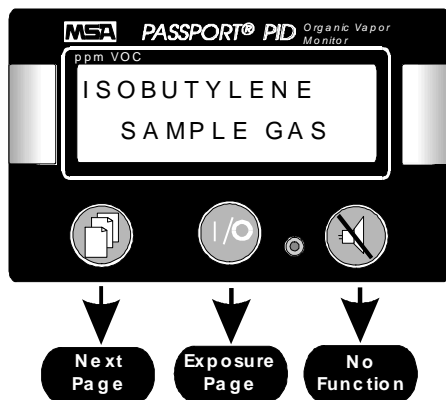 MSA PASSPORT® PID Organic Vapor
Monitor
ppm VOC
ISOBUTYLENE
SAMPLE GAS
I/O
Next Exposure No
Page Page Function